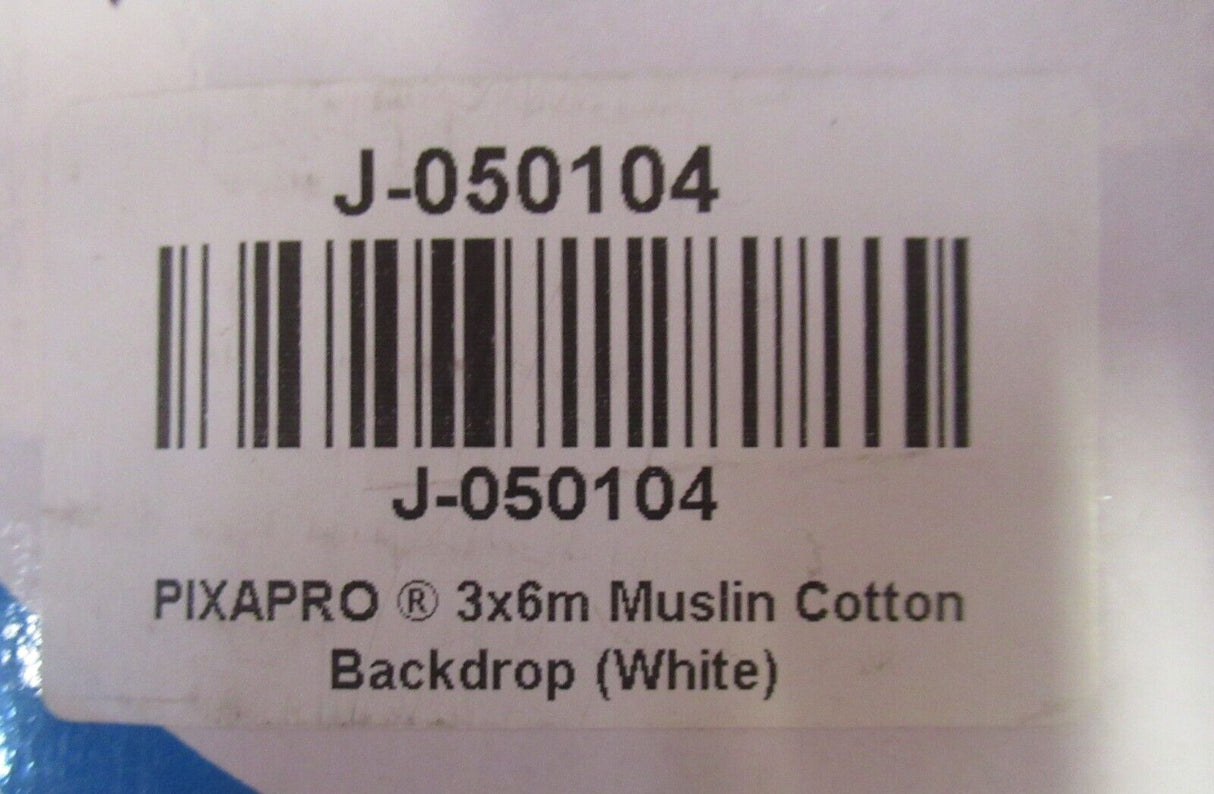 J-050104
J-050104
PIXAPRO ® 3x6m Muslin Cotton
Backdrop (White)